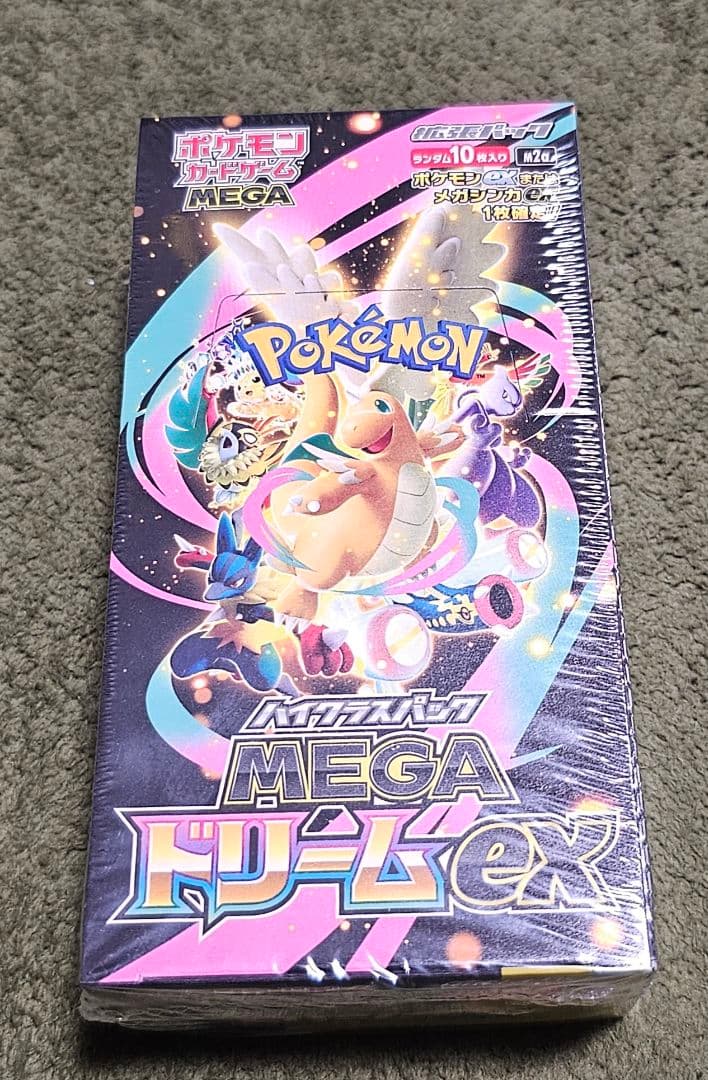 ポケモン
カードゲーム
MEGA
拡張パック
ランダム10枚入り M2a
ポケモンexまたは
メガシンカex
1枚確定!!
POKÉMON
ハイクラスパック
MEGA
ドリームex